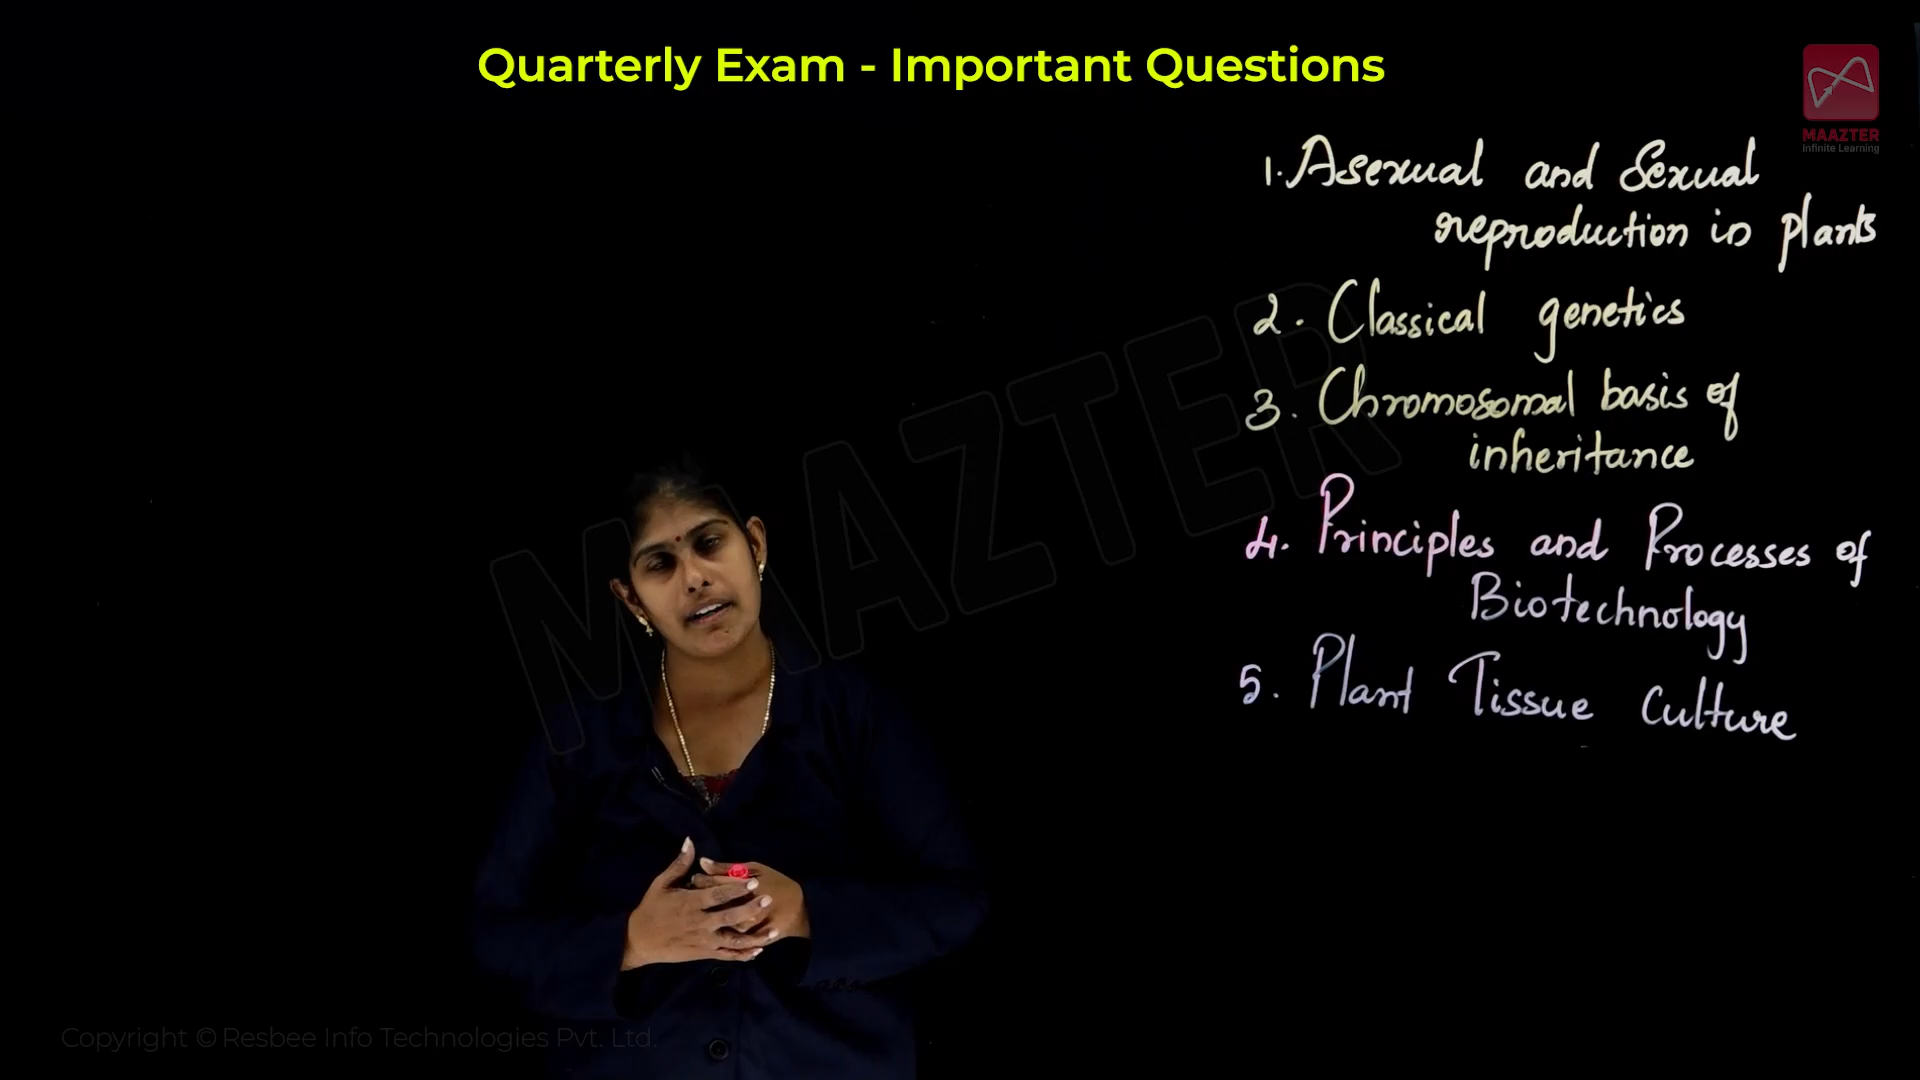 Quarterly Exam - Important Questions
MAAZTER
Infinite Learning
1. Asexual and Sexual
reproduction in plants
2. Classical genetics
3. Chromosomal basis of
inheritance
4. Principles and Processes of
Biotechnology
5. Plant Tissue Culture
MAAZTER
Copyright © Resbee Info Technologies Pvt. Ltd.